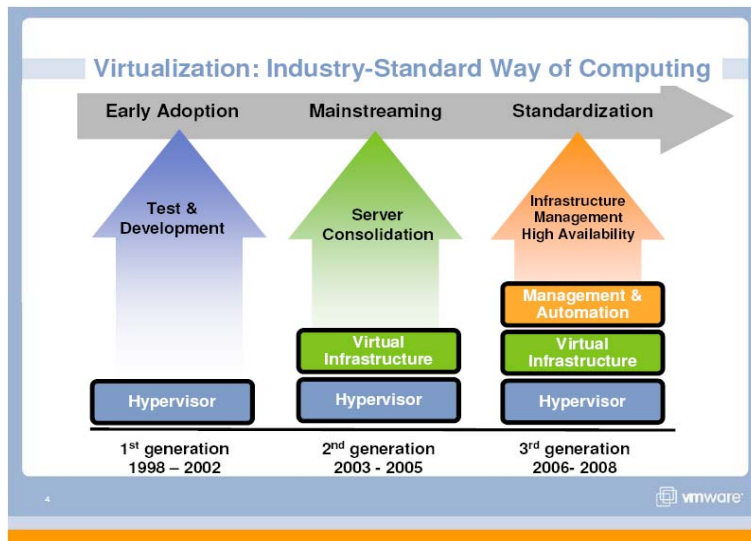 Virtualization: Industry-Standard Way of Computing
Early Adoption
Mainstreaming
Standardization
Test &
Development
Server
Consolidation
Infrastructure
Management
High Availability
Management &
Automation
Virtual
Infrastructure
Virtual
Infrastructure
Hypervisor
Hypervisor
Hypervisor
1st generation
1998 – 2002
2nd generation
2003 - 2005
3rd generation
2006- 2008
4
vmware